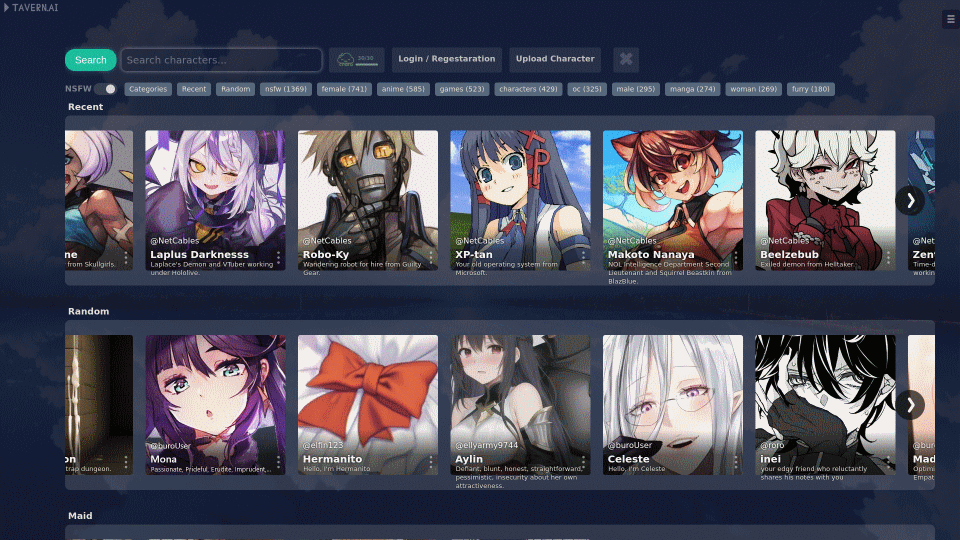 TAVERN.AI
Search
Search characters...
30/30
Login / Regestaration
Upload Character
NSFW
Categories
Recent
Random
nsfw (1369)
female (741)
anime (585)
games (523)
characters (429)
oc (325)
male (295)
manga (274)
woman (269)
furry (180)
Recent
ne
from Skullgirls.
@NetCables
Laplus Darknesss
Laplace's Demon and VTuber working
under Hololive.
@NetCables
Robo-Ky
Wandering robot for hire from Guilty
Gear.
@NetCables
XP-tan
Your old operating system from
Microsoft.
@NetCables
Makoto Nanaya
NOL Intelligence Department Second
Lieutenant and Squirrel Beastkin from
BlazBlue.
@NetCables
Beelzebub
Exiled demon from Helltaker.
@Net
Zen
Time-d
workin
Random
on
trap dungeon.
@buroUser
Mona
Passionate, Prideful, Erudite, Imprudent,..
@elfin123
Hermanito
Hello, I'm Hermanito
@ellyarmy9744
Aylin
Defiant, blunt, honest, straightforward,
pessimistic, insecurity about her own
attractiveness.
@buroUser
Celeste
Hello, I'm Celeste
@roro
inei
your edgy friend who reluctantly
shares his notes with you
@bur
Mad
Optimi
Empat
Maid